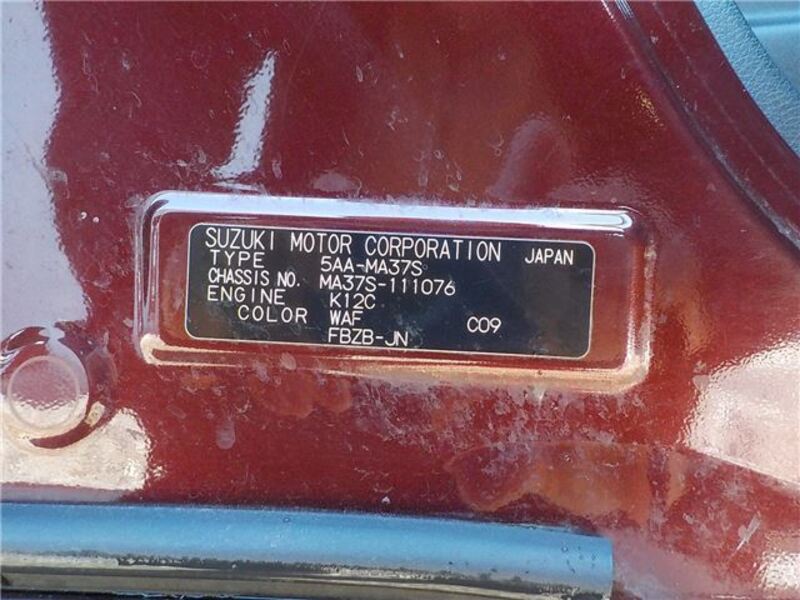 SUZUKI MOTOR CORPORATION JAPAN
TYPE 5AA-MA37S
CHASSIS NO. MA37S-111076
ENGINE K12C
COLOR WAF C09
FBZB-JN